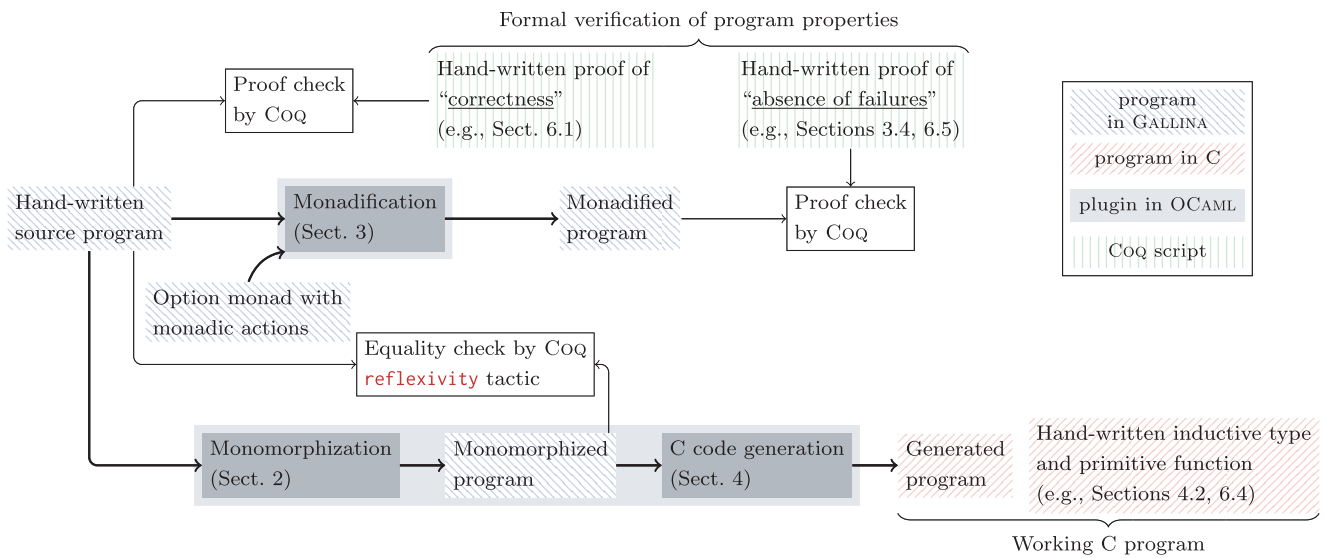 Formal verification of program properties
Proof check
by COQ
Hand-written proof of
“correctness”
(e.g., Sect. 6.1)
Hand-written proof of
“absence of failures”
(e.g., Sections 3.4, 6.5)
program
in GALLINA
program in C
plugin in OCAML
COQ script
Hand-written
source program
Monadification
(Sect. 3)
Monadified
program
Proof check
by COQ
Option monad with
monadic actions
Equality check by COQ
reflexivity tactic
Monomorphization
(Sect. 2)
Monomorphized
program
C code generation
(Sect. 4)
Generated
program
Hand-written inductive type
and primitive function
(e.g., Sections 4.2, 6.4)
Working C program